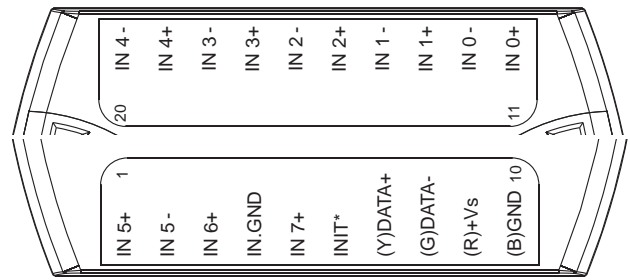 IN 4 -
IN 4+
IN 3 -
IN 3+
IN 2 -
IN 2+
IN 1 -
IN 1+
IN 0 -
IN 0+
20
11
1
10
IN 5+
IN 5 -
IN 6+
IN.GND
IN 7+
INIT*
(Y)DATA+
(G)DATA-
(R)+Vs
(B)GND